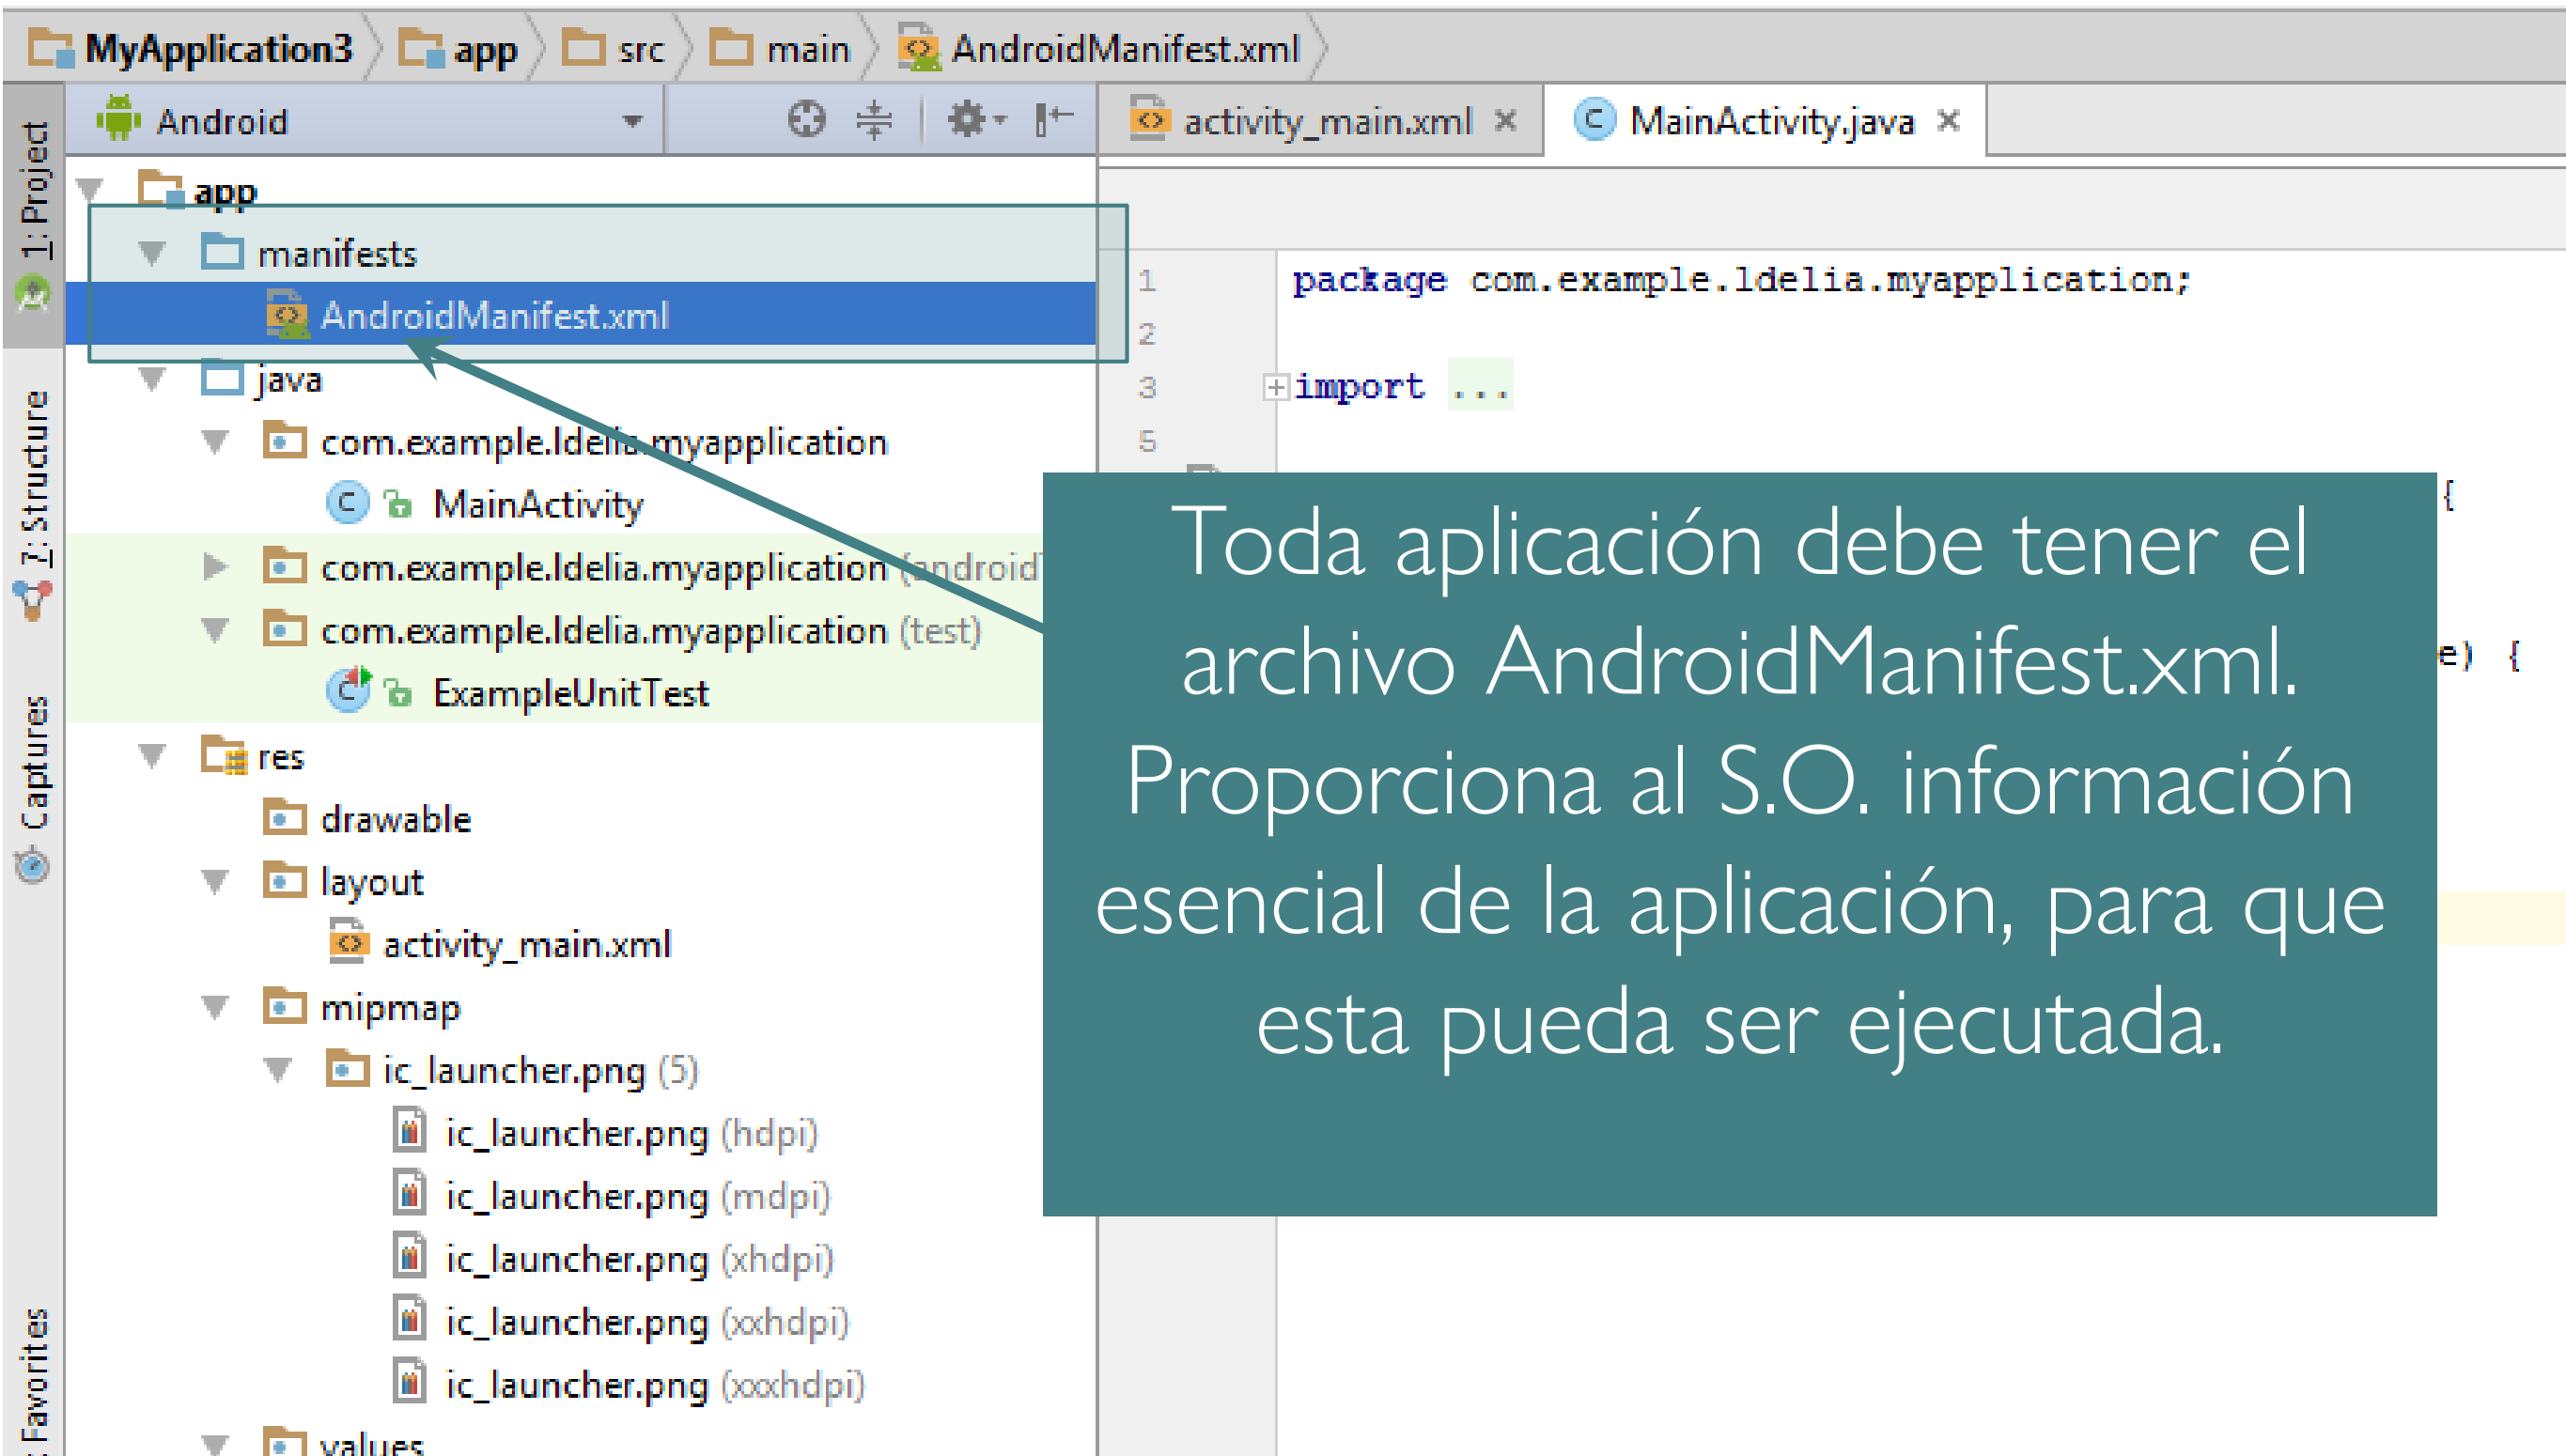 MyApplication3 app src main AndroidManifest.xml
Android
activity_main.xml MainActivity.java
1: Project
7: Structure
Captures
: Favorites
app
manifests
AndroidManifest.xml
java
com.example.ldelia.myapplication
MainActivity
com.example.ldelia.myapplication (android
com.example.ldelia.myapplication (test)
ExampleUnitTest
res
drawable
layout
activity_main.xml
mipmap
ic_launcher.png (5)
ic_launcher.png (hdpi)
ic_launcher.png (mdpi)
ic_launcher.png (xhdpi)
ic_launcher.png (xxhdpi)
ic_launcher.png (xxxhdpi)
values
1 package com.example.ldelia.myapplication;
2
3 import ...
5
{
e) {
Toda aplicación debe tener el
archivo AndroidManifest.xml.
Proporciona al S.O. información
esencial de la aplicación, para que
esta pueda ser ejecutada.